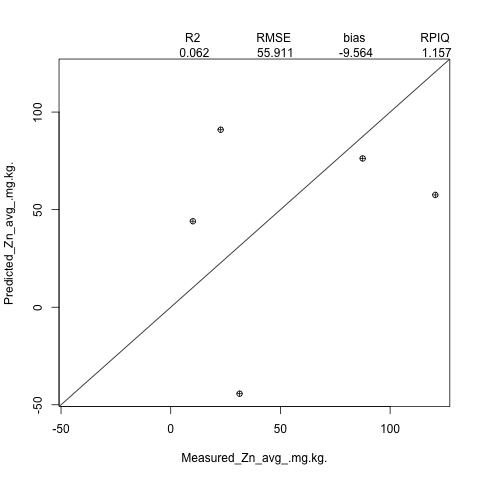 R2 RMSE bias RPIQ
0.062 55.911 -9.564 1.157
100
50
0
-50
Predicted_Zn_avg_.mg.kg.
-50 0 50 100
Measured_Zn_avg_.mg.kg.